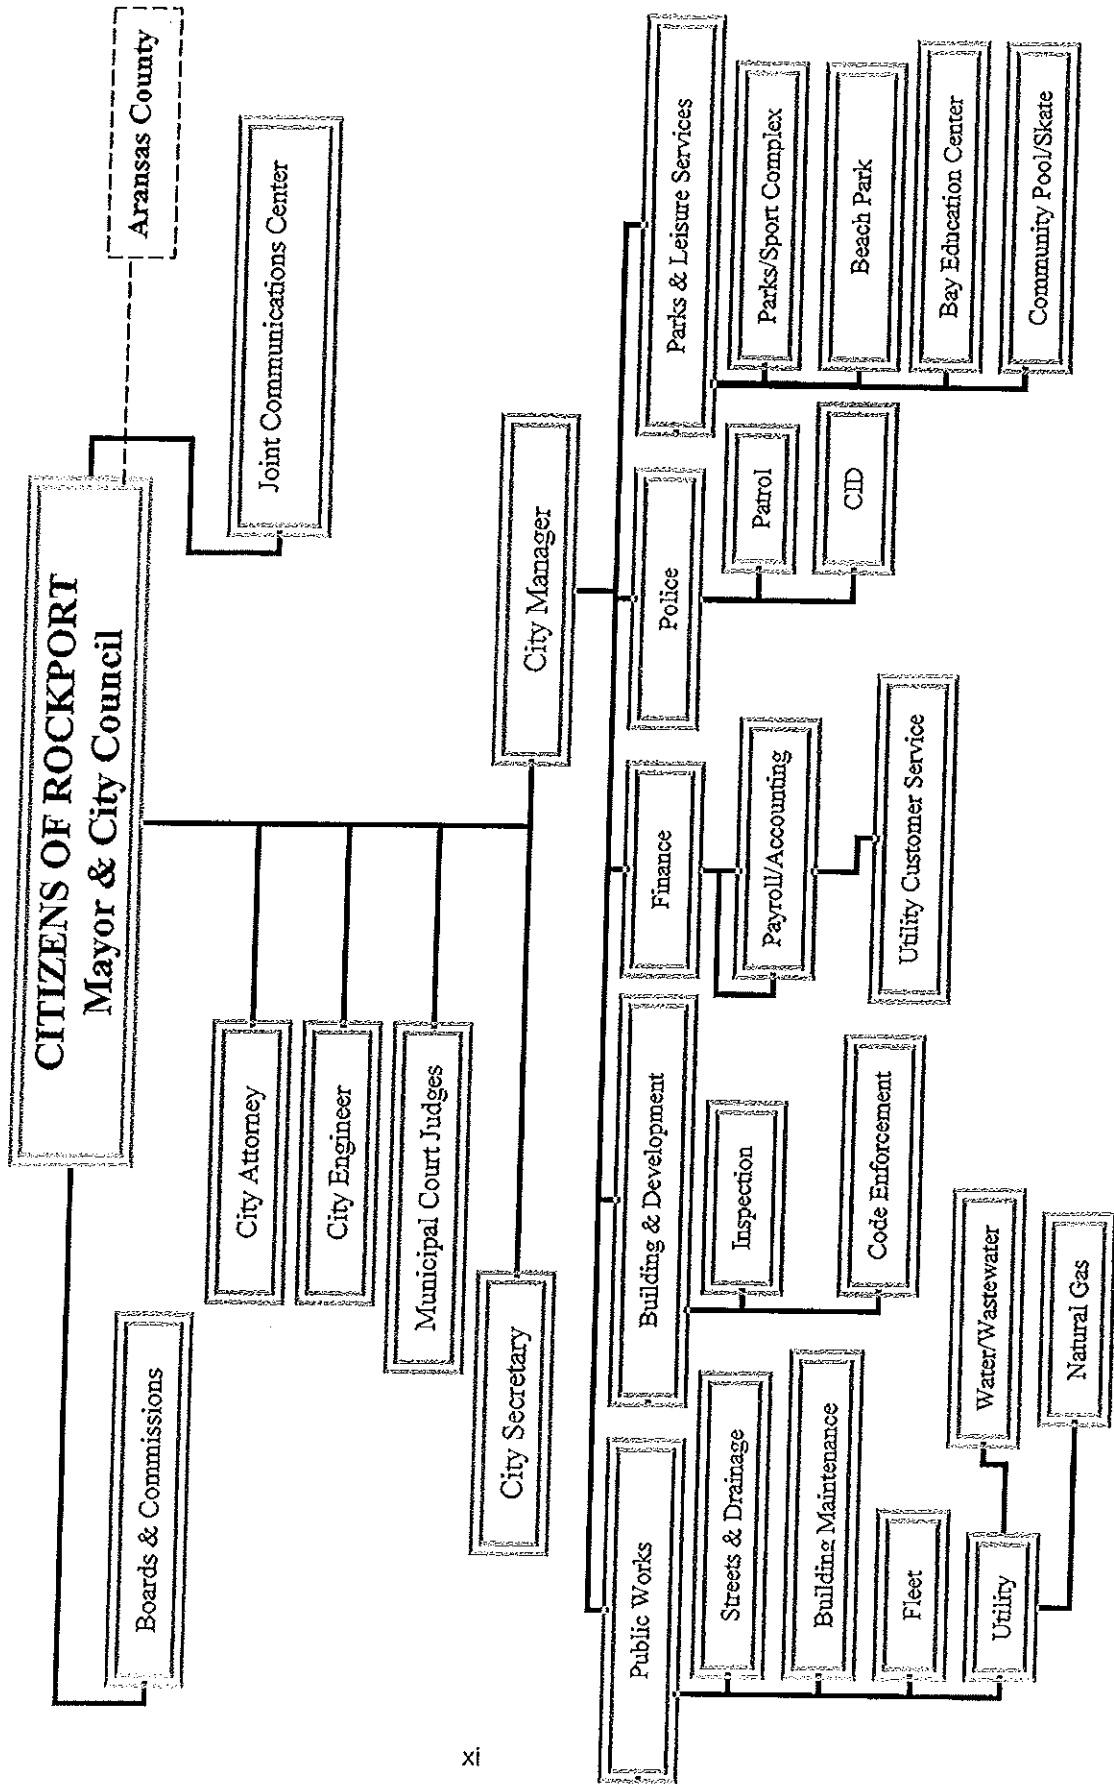 CITIZENS OF ROCKPORT
Mayor & City Council
Aransas County
Boards & Commissions
Joint Communications Center
City Attorney
City Engineer
Municipal Court Judges
City Secretary
City Manager
Public Works
Building & Development
Finance
Police
Parks & Leisure Services
Streets & Drainage
Building Maintenance
Fleet
Utility
Water/Wastewater
Natural Gas
Inspection
Code Enforcement
Payroll/Accounting
Utility Customer Service
Patrol
CID
Parks/Sport Complex
Beach Park
Bay Education Center
Community Pool/Skate
xi